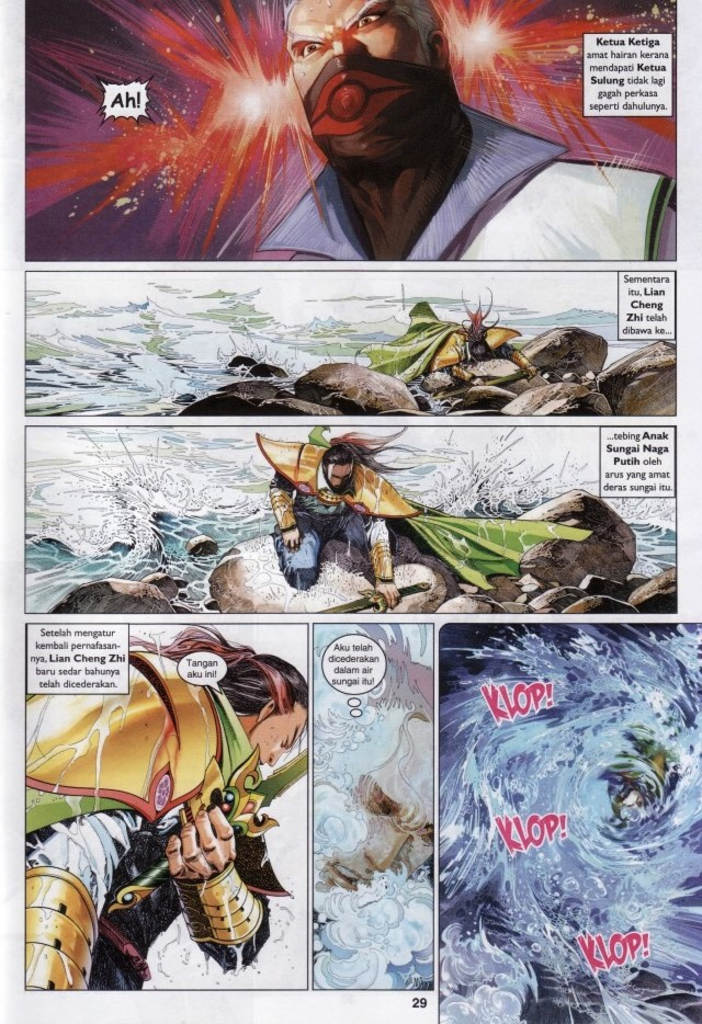 Ketua Ketiga
amat hairan kerana
mendapati Ketua
Sulung tidak lagi
gagah perkasa
seperti dahulunya.
Ah!
Sementara
itu, Lian
Cheng
Zhi telah
dibawa ke...
...tebing Anak
Sungai Naga
Putih oleh
arus yang amat
deras sungai itu.
Setelah mengatur
kembali pernafasan-
nya, Lian Cheng Zhi
baru sedar bahunya
telah dicederakan.
Tangan
aku ini!
Aku telah
dicederakan
dalam air
sungai itu!
KLOP!
KLOP!
KLOP!
29